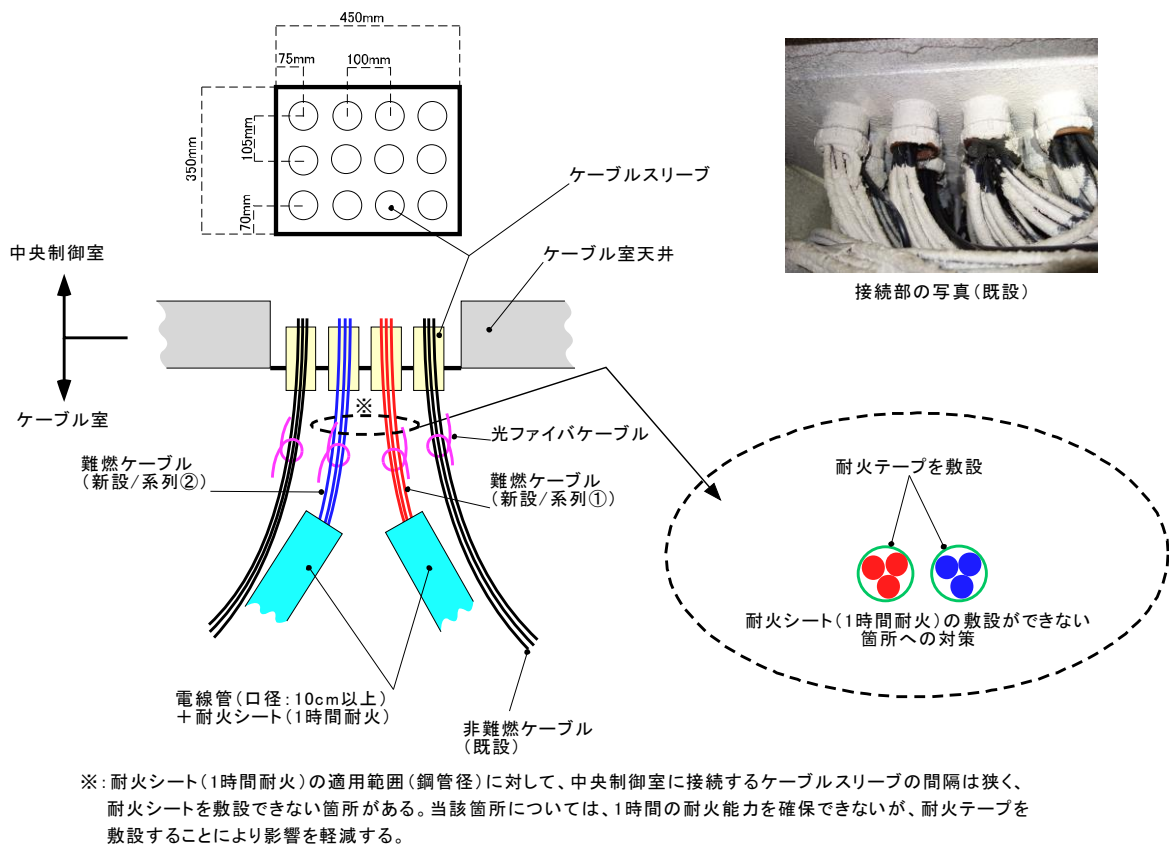 450mm
75mm
100mm
350mm
105mm
70mm
ケーブルスリーブ
ケーブル室天井
接続部の写真(既設)
中央制御室
ケーブル室
※
光ファイバケーブル
難燃ケーブル
(新設/系列②)
難燃ケーブル
(新設/系列①)
耐火テープを敷設
耐火シート(1時間耐火)の敷設ができない
箇所への対策
電線管(口径:10cm以上)
+耐火シート(1時間耐火)
非難燃ケーブル
(既設)
※:耐火シート(1時間耐火)の適用範囲(鋼管径)に対して、中央制御室に接続するケーブルスリーブの間隔は狭く、
耐火シートを敷設できない箇所がある。当該箇所については、1時間の耐火能力を確保できないが、耐火テープを
敷設することにより影響を軽減する。